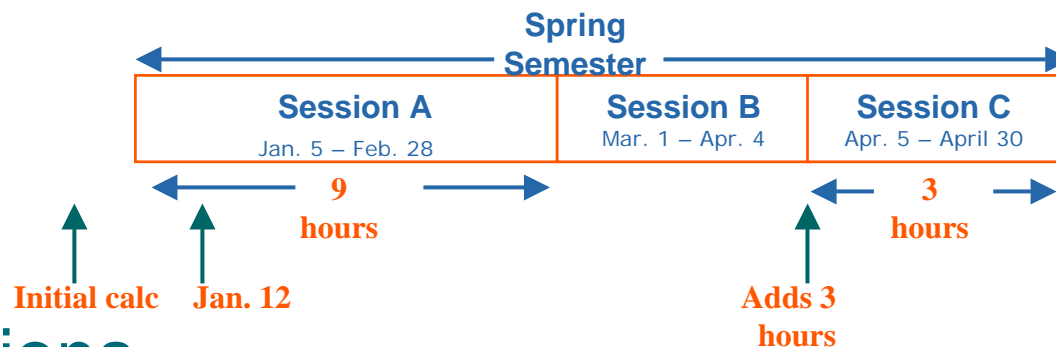 Spring
Semester
Session A
Session B
Session C
Jan. 5 – Feb. 28
Mar. 1 – Apr. 4
Apr. 5 – April 30
9
hours
3
hours
Initial calc
Jan. 12
Adds 3
hours